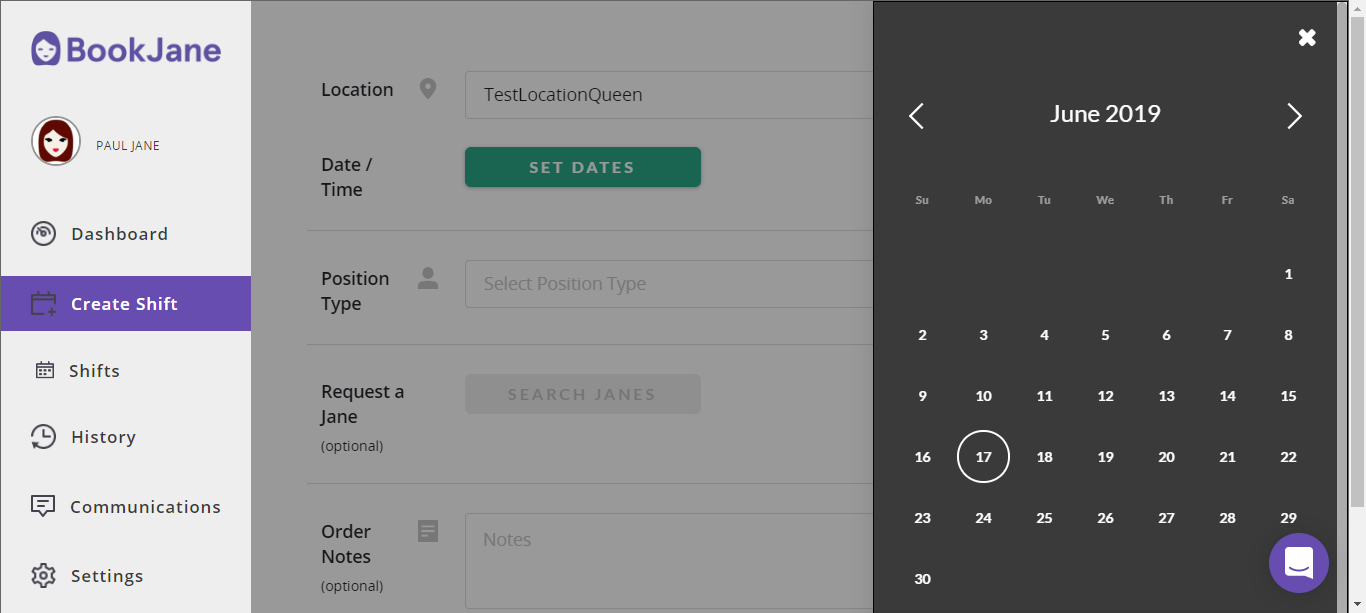 BookJane
PAUL JANE
Dashboard
Create Shift
Shifts
History
Communications
Settings
Location
TestLocationQueen
Date /
Time
SET DATES
Position
Type
Select Position Type
Request a
Jane
(optional)
SEARCH JANES
Order
Notes
(optional)
Notes
June 2019
Su Mo Tu We Th Fr Sa
1
2 3 4 5 6 7 8
9 10 11 12 13 14 15
16 17 18 19 20 21 22
23 24 25 26 27 28 29
30